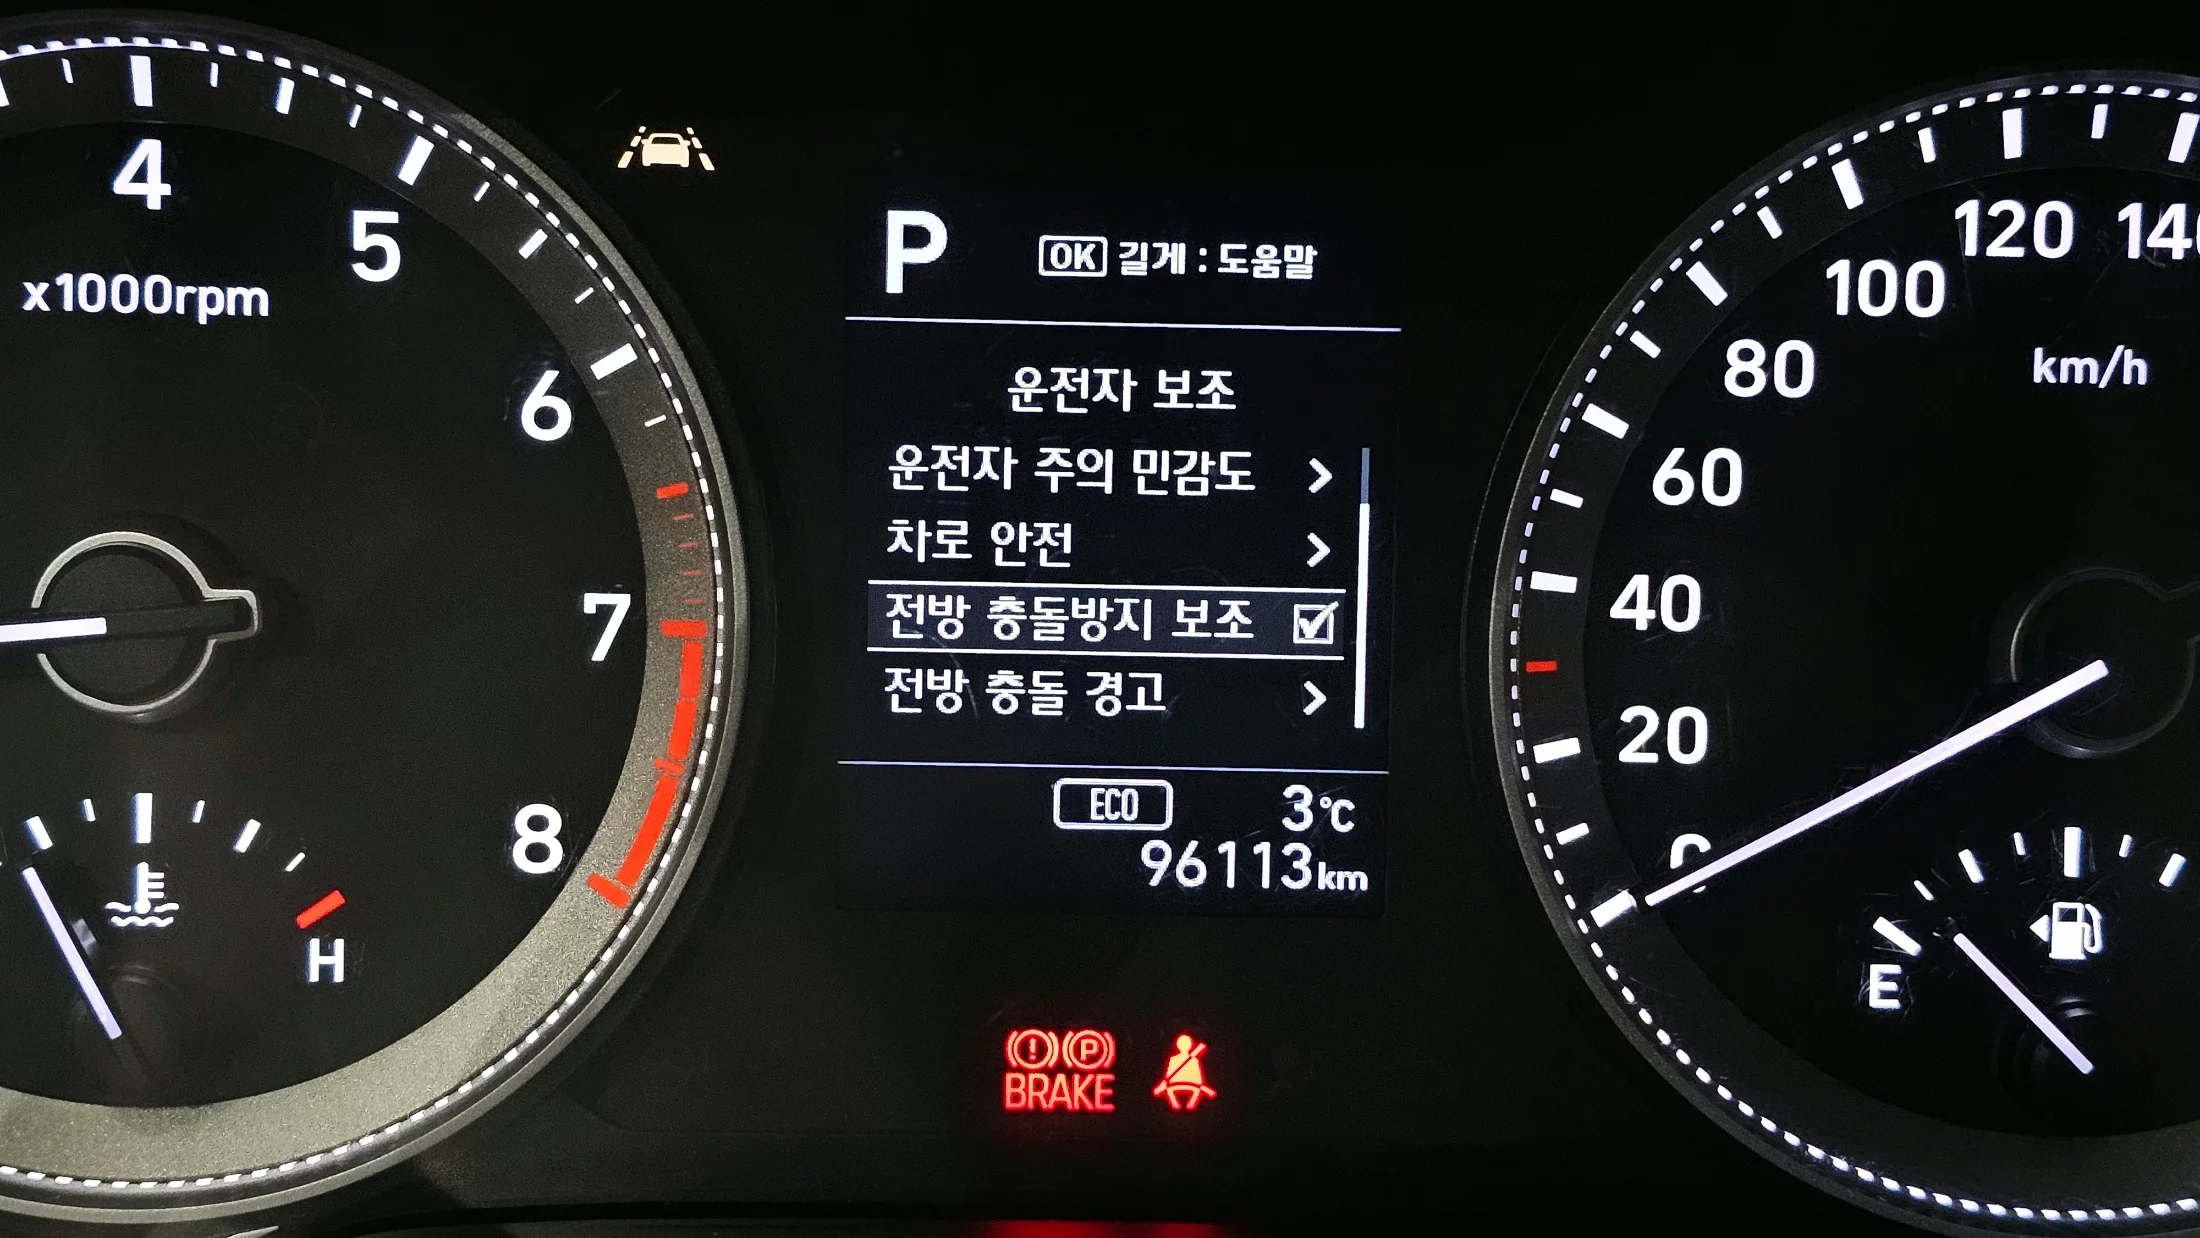 4
5
x1000rpm
6
7
8
H
P
OK 길게 : 도움말
운전자 보조
운전자 주의 민감도
차로 안전
전방 충돌방지 보조
전방 충돌 경고
ECO
3℃
96113km
BRAKE
P
140
120
100
80
km/h
60
40
20
0
E